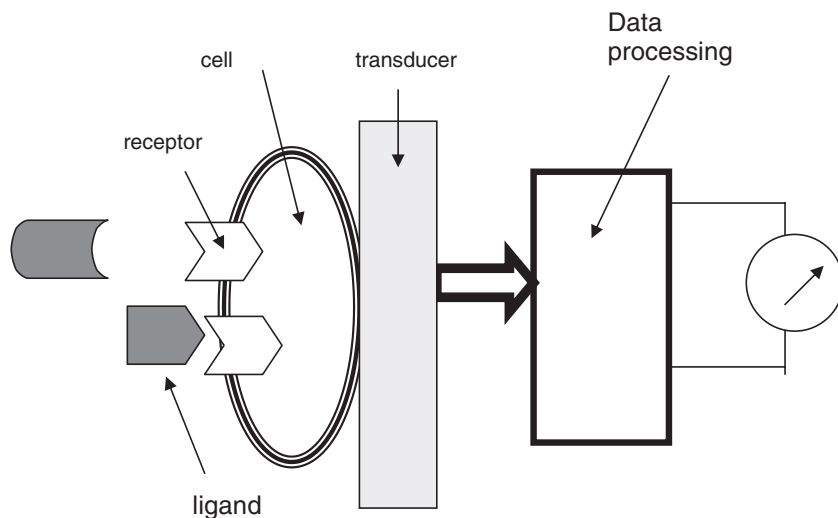 Data
processing
cell
transducer
receptor
ligand